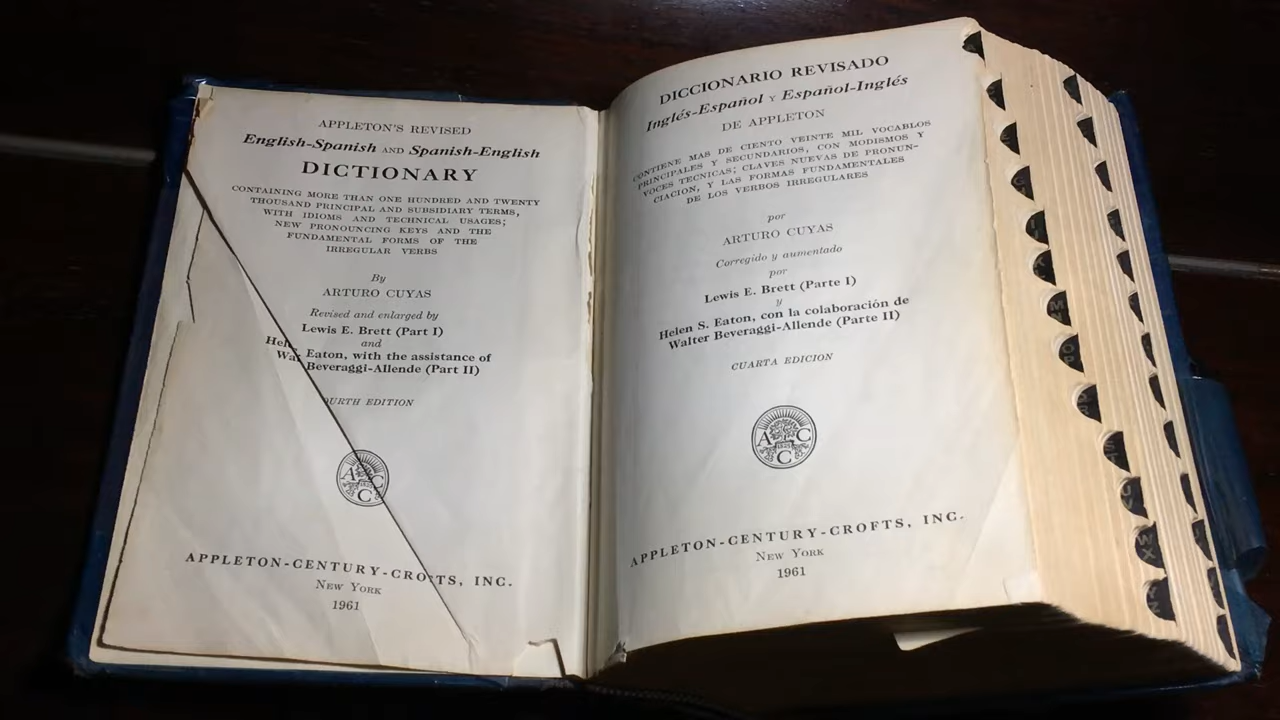 APPLETON'S REVISED
English-Spanish AND Spanish-English
DICTIONARY
CONTAINING MORE THAN ONE HUNDRED AND TWENTY
THOUSAND PRINCIPAL AND SUBSIDIARY TERMS,
WITH IDIOMS AND TECHNICAL USAGES;
NEW PRONOUNCING KEYS AND THE
FUNDAMENTAL FORMS OF THE
IRREGULAR VERBS
By
ARTURO CUYAS
Revised and enlarged by
Lewis E. Brett (Part I)
and
Eaton, with the assistance of
Beveraggi-Allende (Part II)
EDITION
A C C
APPLETON-CENTURY-CROFTS, INC.
NEW YORK
1961
DICCIONARIO REVISADO
Inglés-Español Y Español-Inglés
DE APPLETON
CONTIENE MAS DE CIENTO VEINTE MIL VOCABLOS
PRINCIPALES Y SECUNDARIOS, CON MODISMOS Y
VOCES TECNICAS; CLAVES NUEVAS DE PRONUN-
CIACION, Y LAS FORMAS FUNDAMENTALES
DE LOS VERBOS IRREGULARES
por
ARTURO CUYAS
Corregido y aumentado
por
Lewis E. Brett (Parte I)
y
Helen S. Eaton, con la colaboración de
Walter Beveraggi-Allende (Parte II)
CUARTA EDICION
A C C
APPLETON-CENTURY-CROFTS, INC.
NEW YORK
1961
MN
OP
ST
UV
WX
YZ